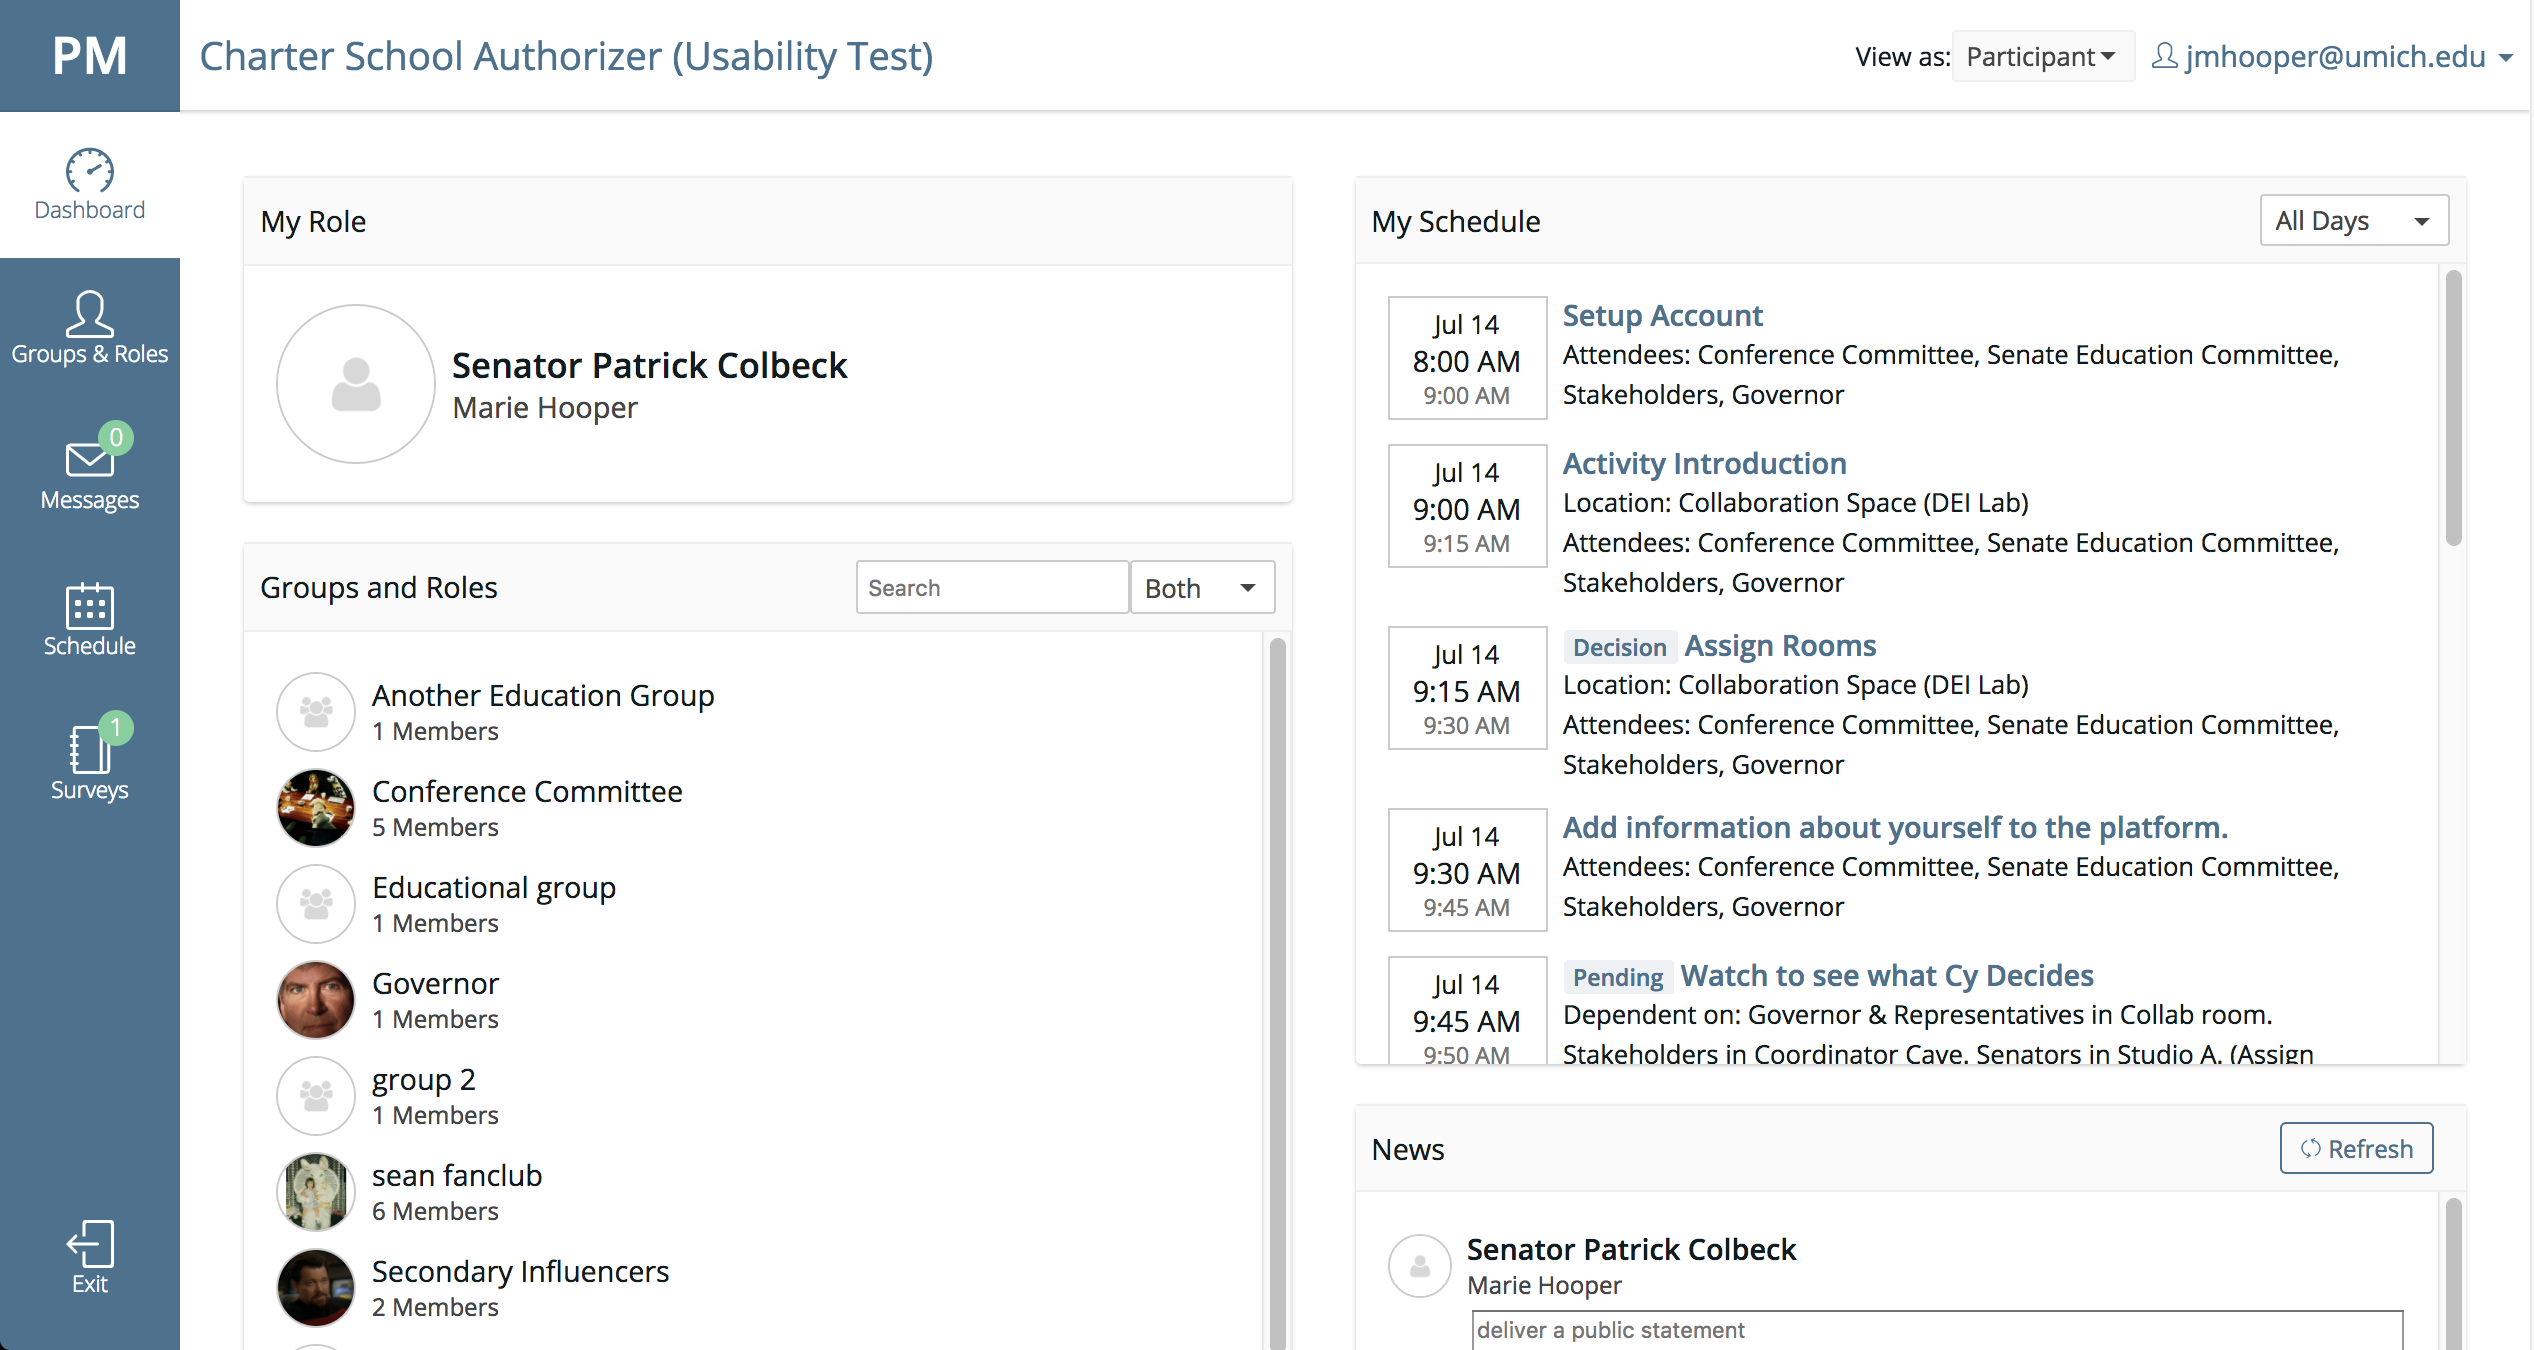 PM
Charter School Authorizer (Usability Test)
View as: Participant
jmhooper@umich.edu
Dashboard
Groups & Roles
0
Messages
Schedule
1
Surveys
Exit
My Role
Senator Patrick Colbeck
Marie Hooper
Groups and Roles
Search
Both
Another Education Group
1 Members
Conference Committee
5 Members
Educational group
1 Members
Governor
1 Members
group 2
1 Members
sean fanclub
6 Members
Secondary Influencers
2 Members
My Schedule
All Days
Jul 14
8:00 AM
9:00 AM
Setup Account
Attendees: Conference Committee, Senate Education Committee,
Stakeholders, Governor
Jul 14
9:00 AM
9:15 AM
Activity Introduction
Location: Collaboration Space (DEI Lab)
Attendees: Conference Committee, Senate Education Committee,
Stakeholders, Governor
Jul 14
9:15 AM
9:30 AM
Decision Assign Rooms
Location: Collaboration Space (DEI Lab)
Attendees: Conference Committee, Senate Education Committee,
Stakeholders, Governor
Jul 14
9:30 AM
9:45 AM
Add information about yourself to the platform.
Attendees: Conference Committee, Senate Education Committee,
Stakeholders, Governor
Jul 14
9:45 AM
9:50 AM
Pending Watch to see what Cy Decides
Dependent on: Governor & Representatives in Collab room.
Stakeholders in Coordinator Cave. Senators in Studio A. (Assign
News
Refresh
Senator Patrick Colbeck
Marie Hooper
deliver a public statement